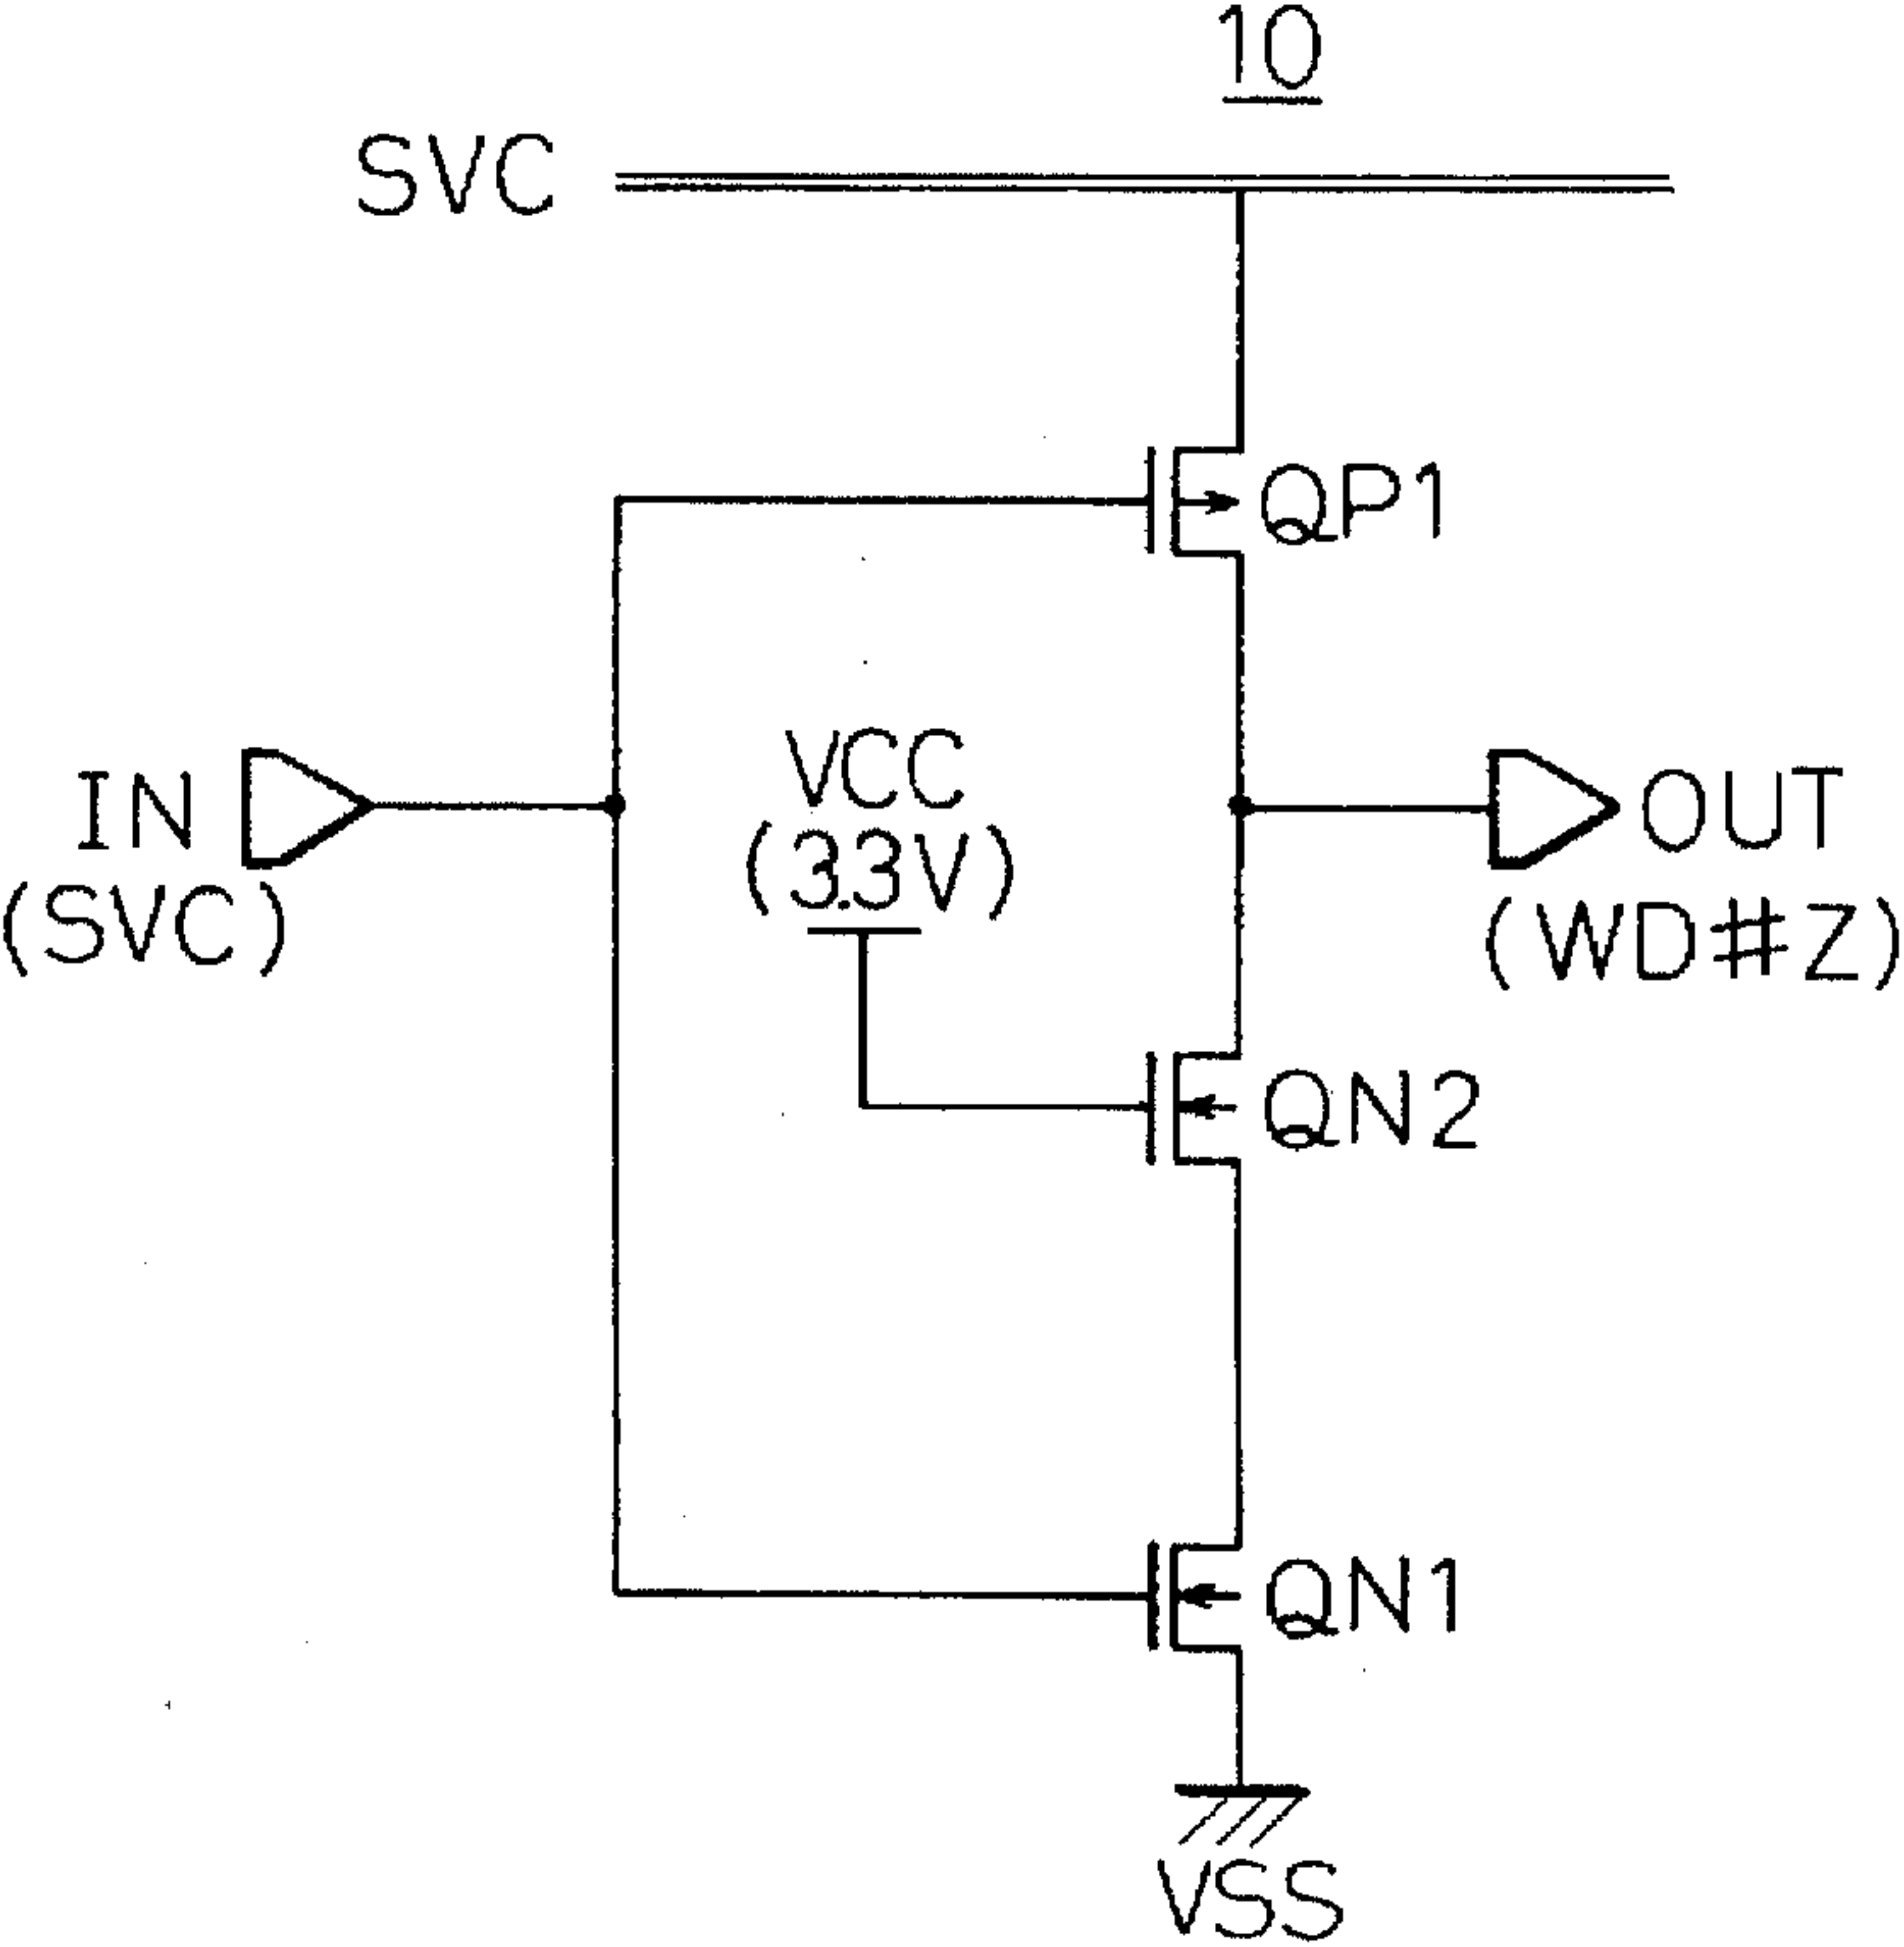 10
SVC
QP1
VCC
(3.3V)
IN
(SVC)
OUT
(WD#Z)
QN2
QN1
VSS